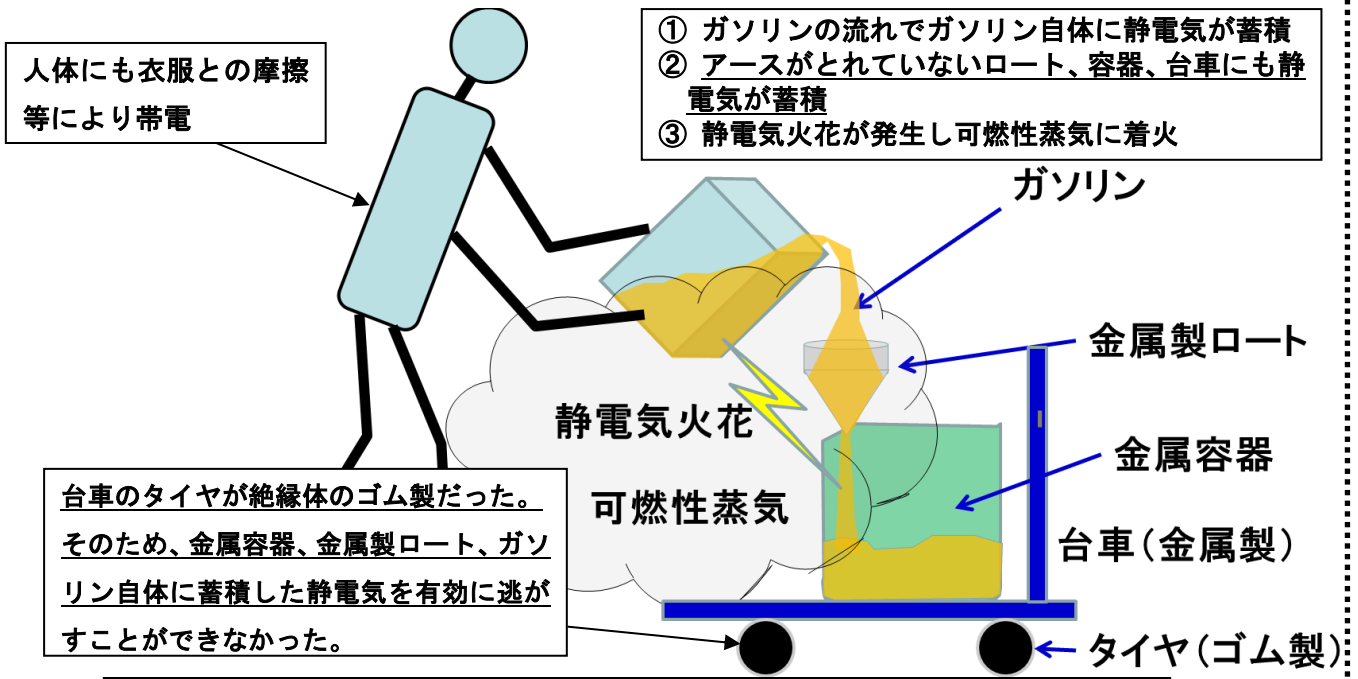 人体にも衣服との摩擦
等により帯電
① ガソリンの流れでガソリン自体に静電気が蓄積
② アースがとれていないロート、容器、台車にも静
電気が蓄積
③ 静電気火花が発生し可燃性蒸気に着火
ガソリン
金属製ロート
静電気火花
金属容器
可燃性蒸気
台車(金属製)
台車のタイヤが絶縁体のゴム製だった。
そのため、金属容器、金属製ロート、ガソ
リン自体に蓄積した静電気を有効に逃が
すことができなかった。
タイヤ(ゴム製)